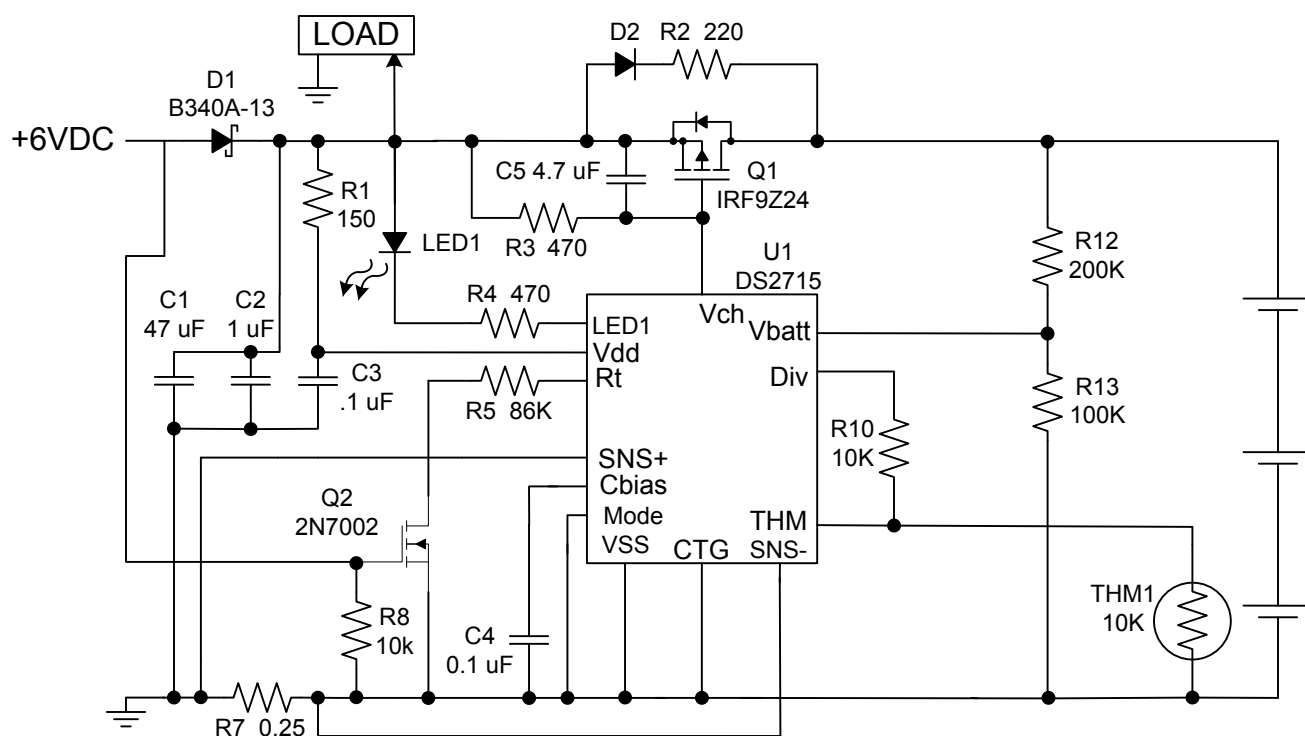 LOAD
D2
R2 220
D1
B340A-13
+6VDC
R1
150
C5 4.7 uF
Q1
IRF9Z24
R3 470
LED1
U1
DS2715
R12
200K
C1
47 uF
C2
1 uF
R4 470
LED1
Vch
Vbatt
Vdd
Rt
Div
C3
.1 uF
R5 86K
R13
100K
R10
10K
SNS+
Cbias
Mode
VSS
CTG
THM
SNS-
Q2
2N7002
R8
10k
C4
0.1 uF
THM1
10K
R7 0.25